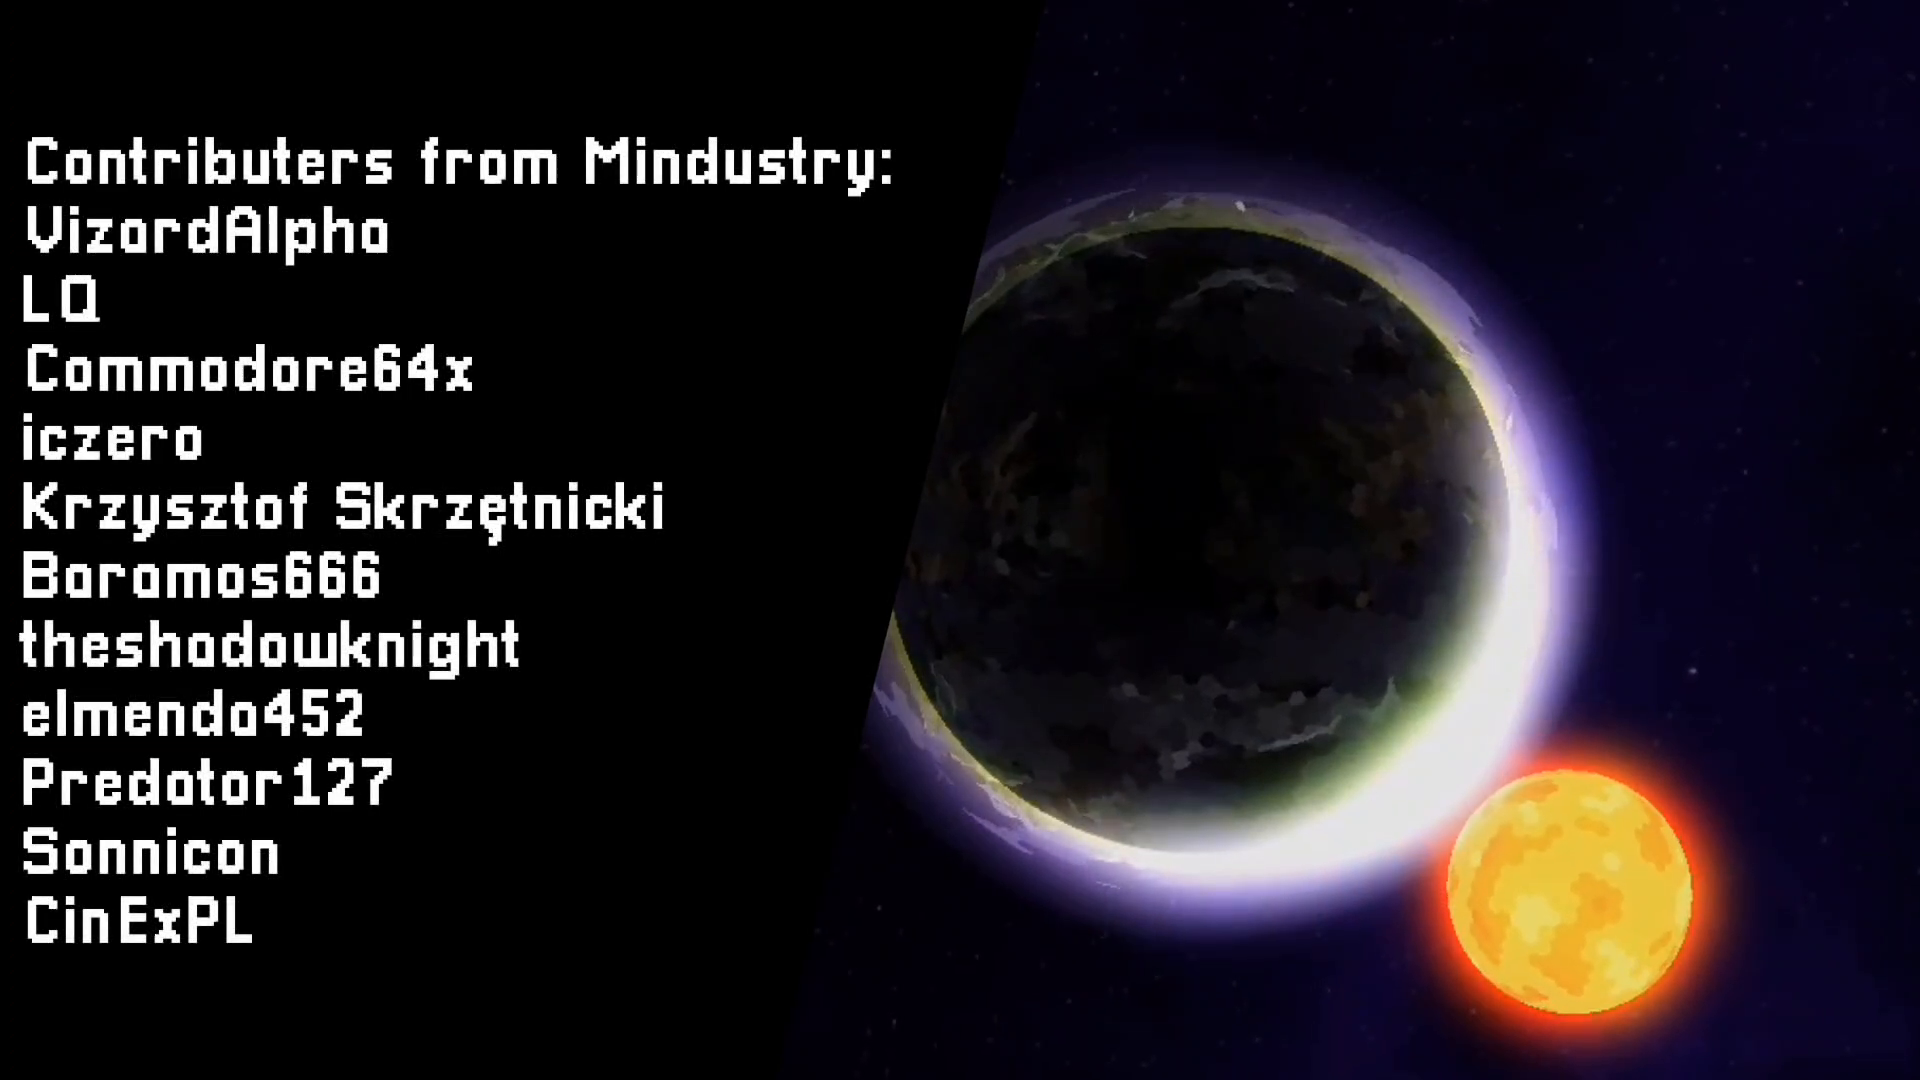 Contributers from Mindustry:
VizardAlpha
LQ
Commodore64x
iczero
Krzysztof Skrzętnicki
Baramos666
theshadowknight
elmenda452
Predator127
Sonnicon
CinExPL